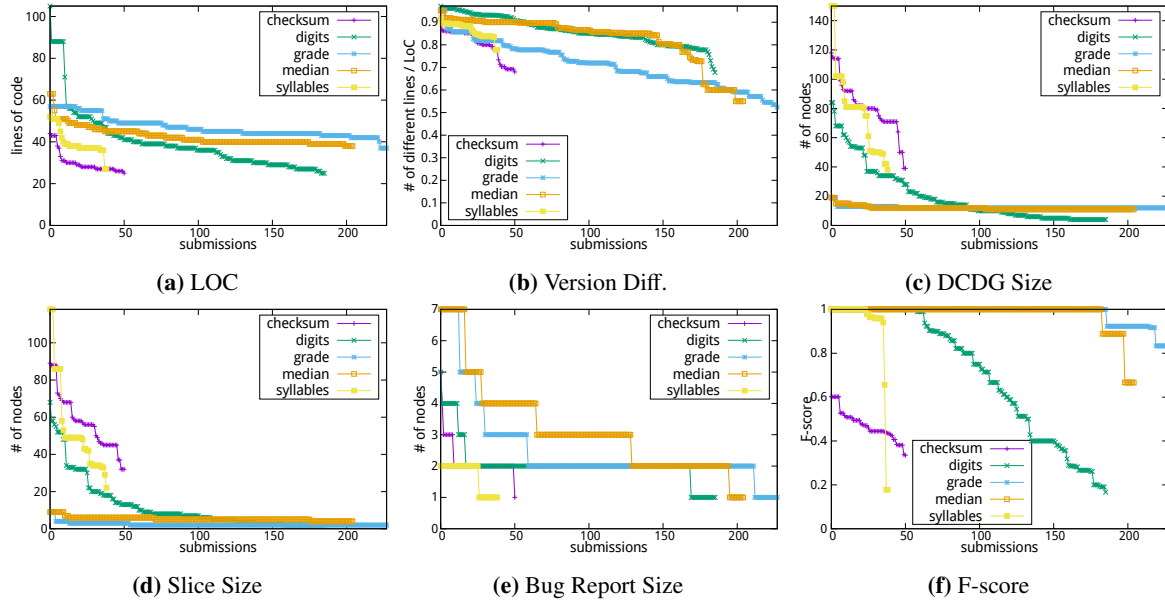 lines of code
0
20
40
60
80
100
0
50
100
150
200
submissions
checksum
digits
grade
median
syllables
(a) LOC
# of different lines / LoC
0
0.9
0.9
0.9
0.9
0.9
0.6
0.7
0.8
0.9
0
50
100
150
200
submissions
checksum
digits
grade
median
syllables
(b) Version Diff.
# of nodes
0
20
40
60
80
100
120
150
0
50
100
150
200
submissions
checksum
digits
grade
median
syllables
(c) DCDG Size
# of nodes
0
20
40
60
80
100
0
50
100
150
200
submissions
checksum
digits
grade
median
syllables
(d) Slice Size
# of nodes
0
1
2
3
4
5
6
7
0
50
100
150
200
submissions
checksum
digits
grade
median
syllables
(e) Bug Report Size
F-score
0
0.2
0.4
0.6
0.8
1
0
50
100
150
200
submissions
checksum
digits
grade
median
syllables
(f) F-score